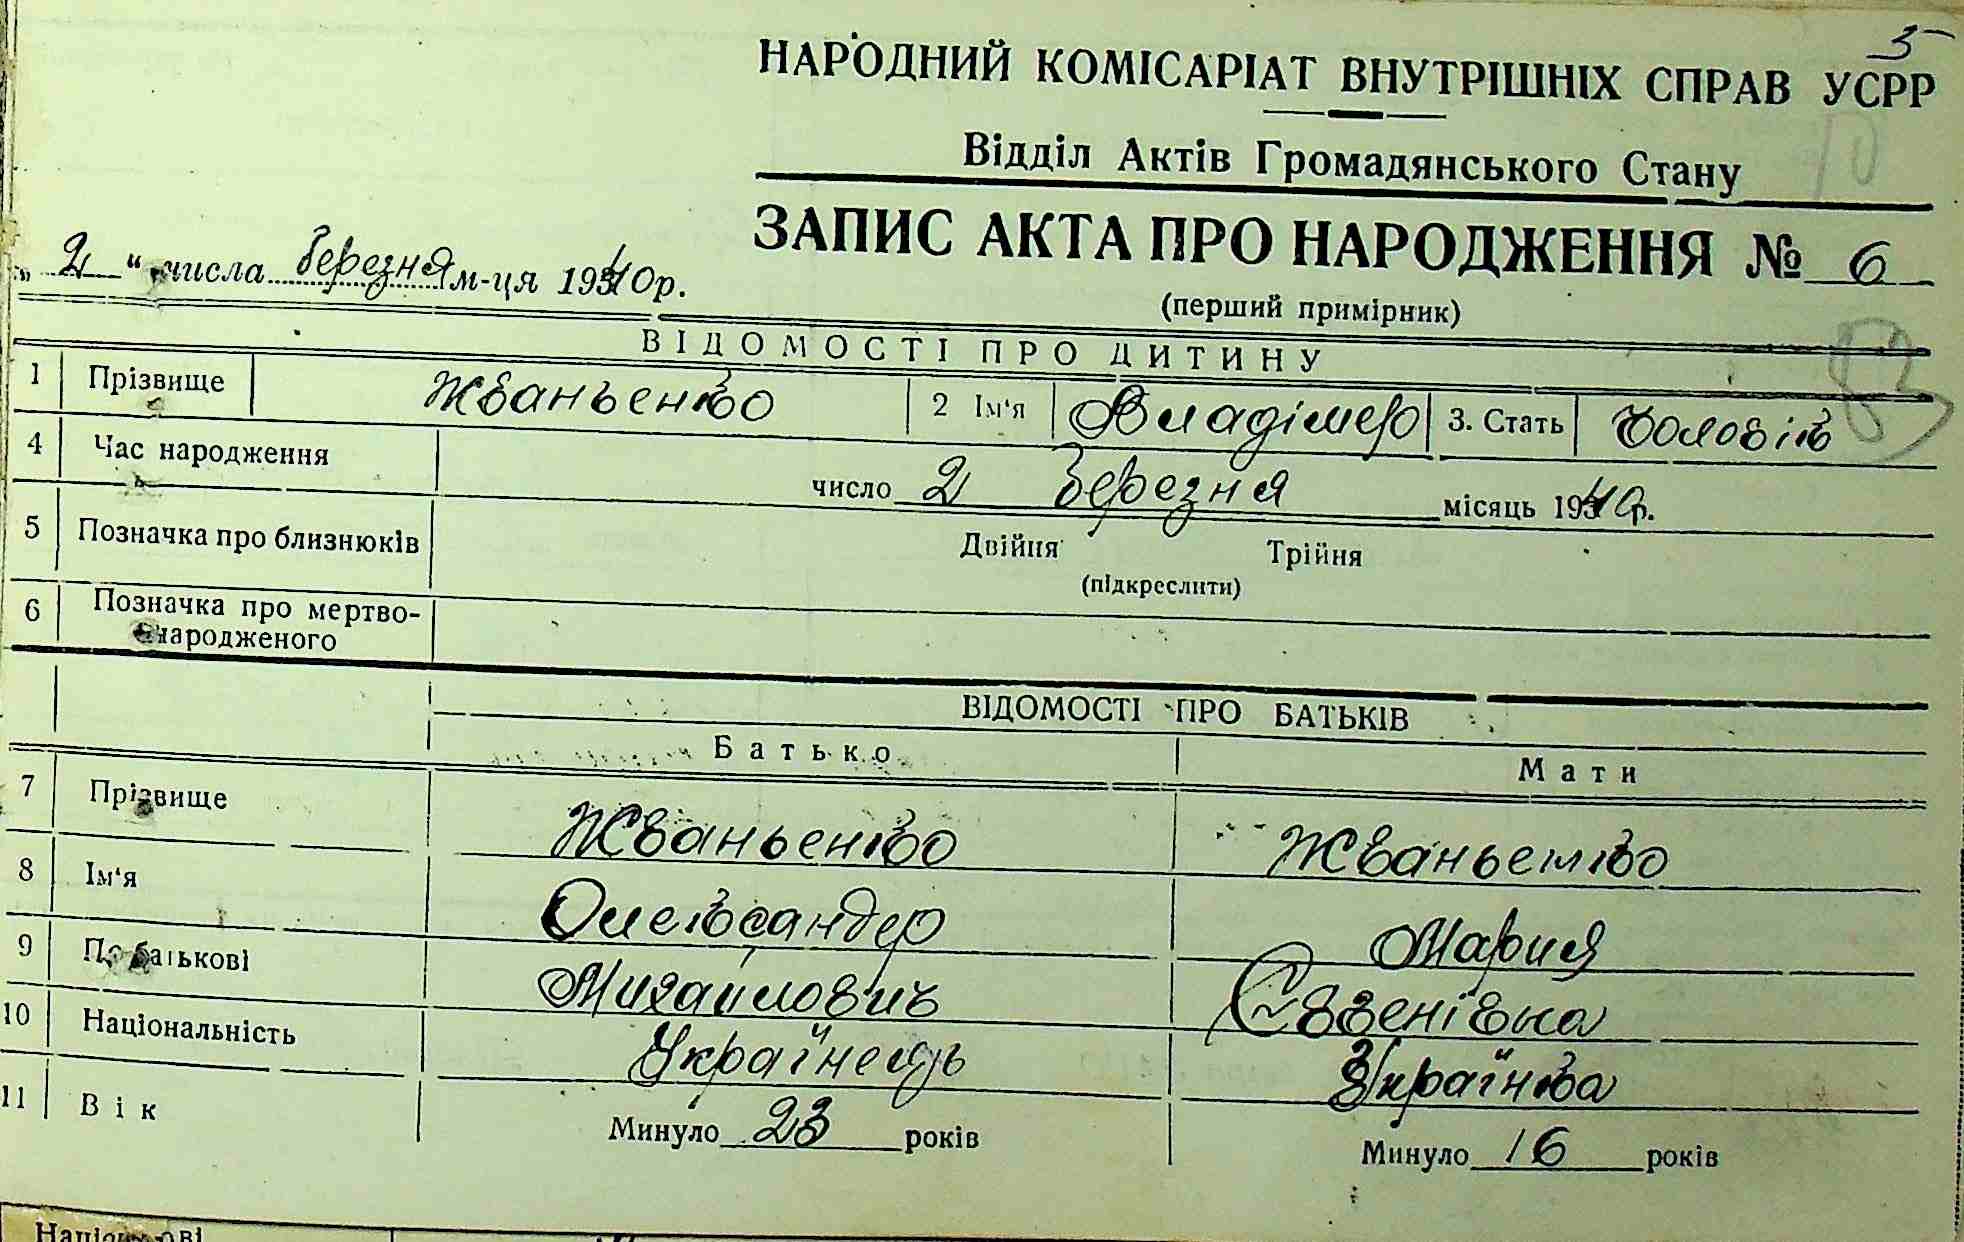 5
НАРОДНИЙ КОМІСАРІАТ ВНУТРІШНІХ СПРАВ УСРР
Відділ Актів Громадянського Стану
ЗАПИС АКТА ПРО НАРОДЖЕННЯ № 6
„2“ числа березня м-ця 1940р.
(перший примірник)
ВІДОМОСТІ ПРО ДИТИНУ
1 Прізвище Жваньенко 2 Ім'я Владімер 3. Стать Чоловік
4 Час народження число 2 березня місяць 1940р.
5 Позначка про близнюків Двійня Трійня
(підкреслити)
6 Позначка про мертво-
народженого
ВІДОМОСТІ ПРО БАТЬКІВ
Батько Мати
7 Прізвище Жваньенко Жваньенко
8 Ім'я Олександер Мария
9 По батькові Михайлович Євгенівна
10 Національність Українець Українка
11 Вік Минуло 23 років Минуло 16 років